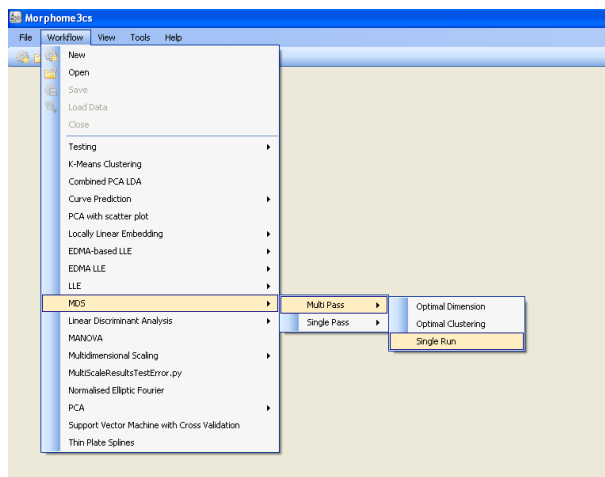 Morphome3cs
File Workflow View Tools Help
New
Open
Save
Load Data
Close
Testing
K-Means Clustering
Combined PCA LDA
Curve Prediction
PCA with scatter plot
Locally Linear Embedding
EDMA-based LLE
EDMA LLE
LLE
MDS
Multi Pass
Optimal Dimension
Linear Discriminant Analysis
Single Pass
Optimal Clustering
MANOVA
Single Run
Multidimensional Scaling
MultiScaleResultsTestError.py
Normalised Elliptic Fourier
PCA
Support Vector Machine with Cross Validation
Thin Plate Splines